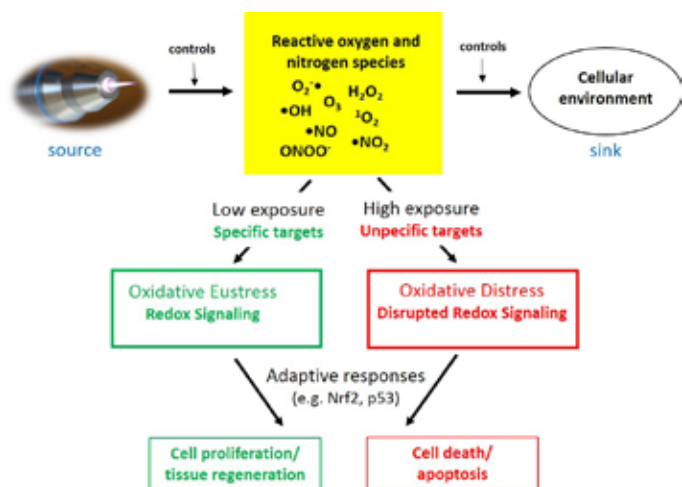 controls
controls
Reactive oxygen and
nitrogen species
O₂⁻•
H₂O₂
O₃
•OH
¹O₂
•NO
•NO₂
ONOO⁻
Cellular
environment
source
sink
Low exposure
Specific targets
High exposure
Unpecific targets
Oxidative Eustress
Redox Signaling
Oxidative Distress
Disrupted Redox Signaling
Adaptive responses
(e.g. Nrf2, p53)
Cell proliferation/
tissue regeneration
Cell death/
apoptosis